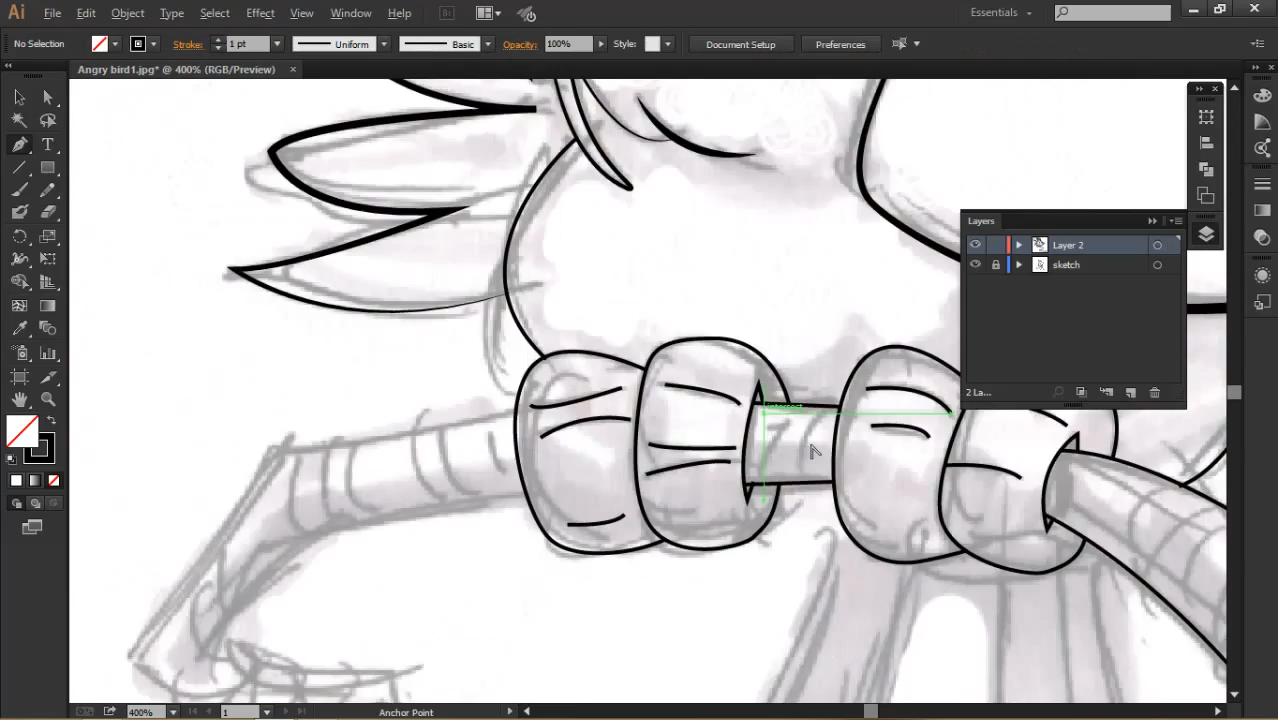 Ai File Edit Object Type Select Effect View Window Help Br Essentials
No Selection Stroke: 1 pt Uniform Basic Opacity: 100% Style: Document Setup Preferences
Angry bird1.jpg* @ 400% (RGB/Preview) ×
Layers
Layer 2
sketch
intersect
2 La...
400% 1 Anchor Point